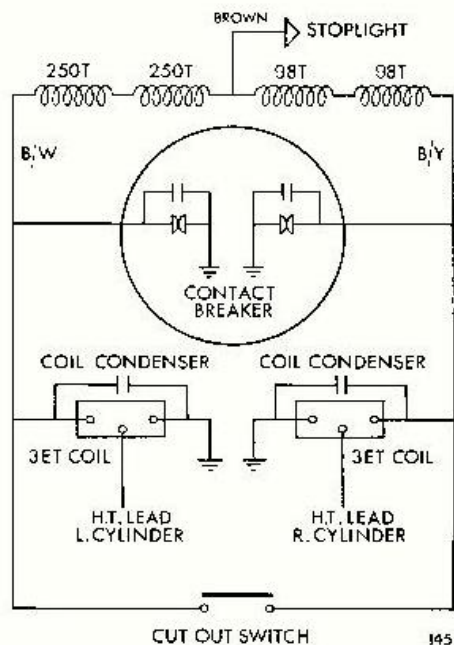 BROWN
STOPLIGHT
250T 250T 98T 98T
B/W B/Y
CONTACT
BREAKER
COIL CONDENSER COIL CONDENSER
3ET COIL 3ET COIL
H.T. LEAD H.T. LEAD
L. CYLINDER R. CYLINDER
CUT OUT SWITCH
J45